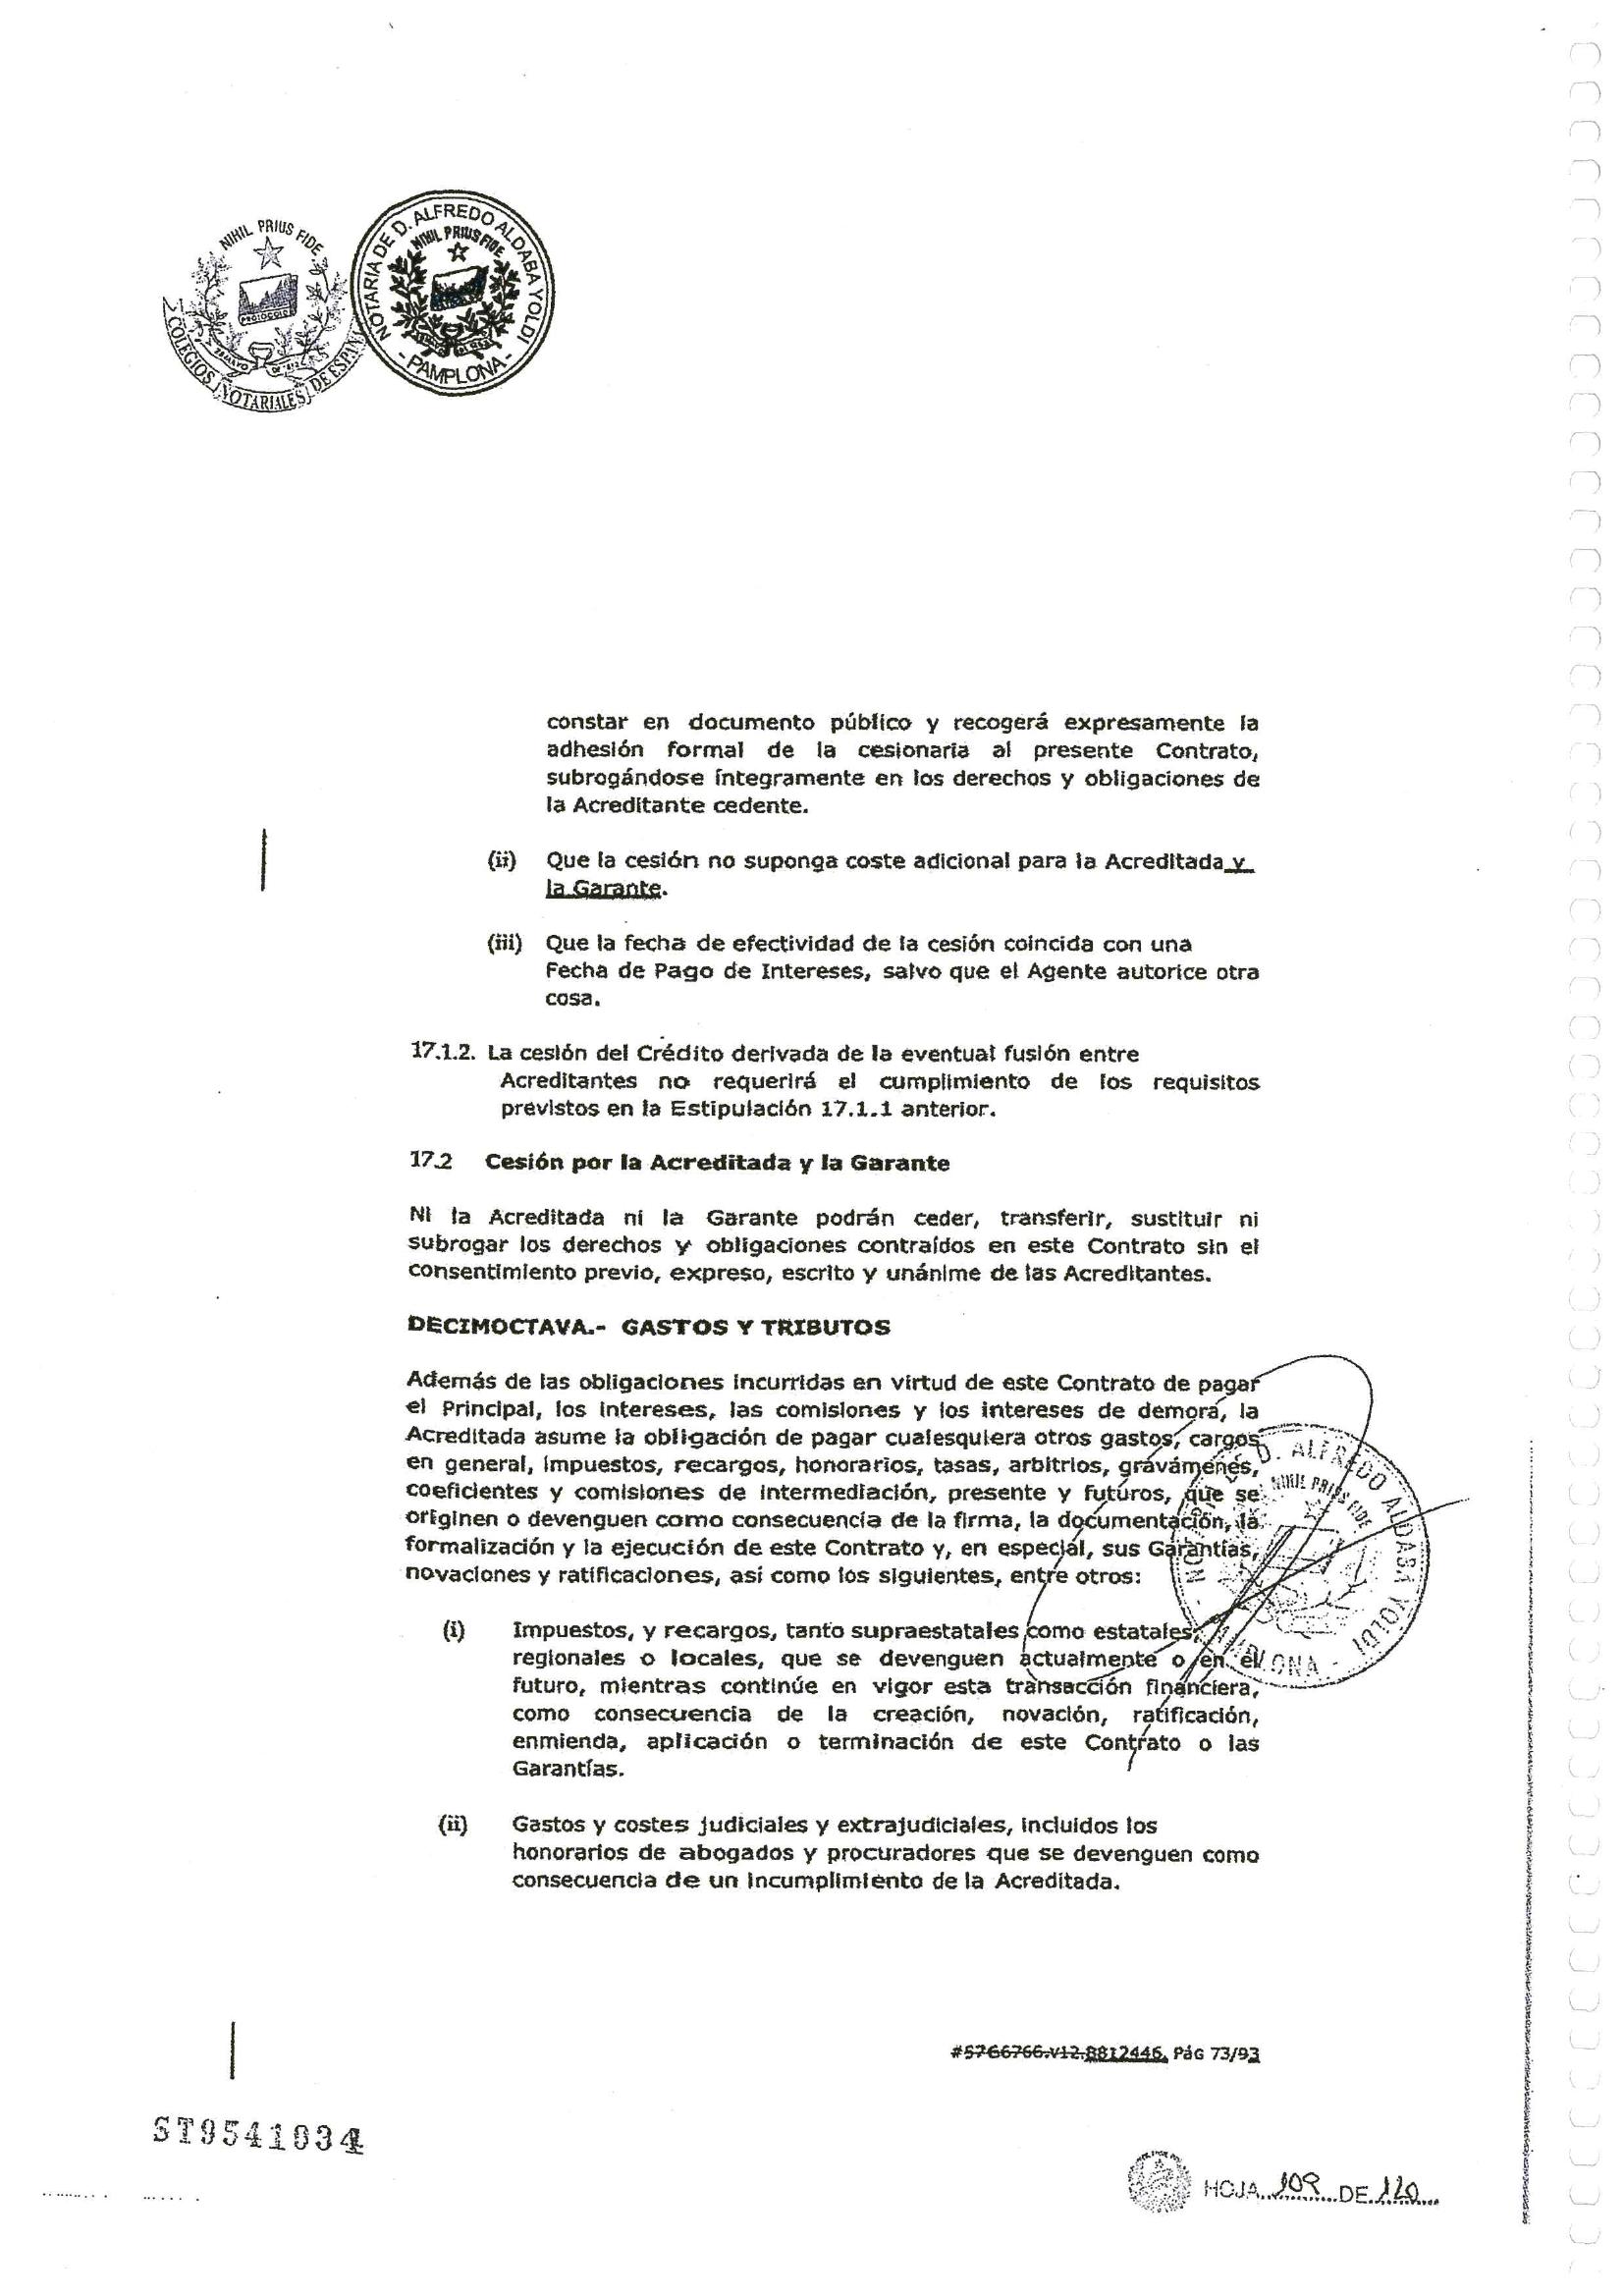 NIHIL PRIUS FIDE
COLEGIOS NOTARIALES DE ESPAÑA
NOTARIA DE D. ALFREDO ALDABA YOLDI
NIHIL PRIUS FIDE
- PAMPLONA -
constar en documento público y recogerá expresamente la
adhesión formal de la cesionaria al presente Contrato,
subrogándose íntegramente en los derechos y obligaciones de
la Acreditante cedente.
(ii) Que la cesión no suponga coste adicional para la Acreditada y
la Garante.
(iii) Que la fecha de efectividad de la cesión coincida con una
Fecha de Pago de Intereses, salvo que el Agente autorice otra
cosa.
17.1.2. La cesión del Crédito derivada de la eventual fusión entre
Acreditantes no requerirá el cumplimiento de los requisitos
previstos en la Estipulación 17.1.1 anterior.
17.2 Cesión por la Acreditada y la Garante
Ni la Acreditada ni la Garante podrán ceder, transferir, sustituir ni
subrogar los derechos y obligaciones contraídos en este Contrato sin el
consentimiento previo, expreso, escrito y unánime de las Acreditantes.
DECIMOCTAVA.- GASTOS Y TRIBUTOS
Además de las obligaciones incurridas en virtud de este Contrato de pagar
el Principal, los intereses, las comisiones y los intereses de demora, la
Acreditada asume la obligación de pagar cualesquiera otros gastos, cargos
en general, impuestos, recargos, honorarios, tasas, arbitrios, gravámenes,
coeficientes y comisiones de intermediación, presente y futuros, que se
originen o devenguen como consecuencia de la firma, la documentación, la
formalización y la ejecución de este Contrato y, en especial, sus Garantías,
novaciones y ratificaciones, así como los siguientes, entre otros:
D. ALFREDO ALDABA YOLDI
NIHIL PRIUS FIDE
(i) Impuestos, y recargos, tanto supraestatales como estatales,
regionales o locales, que se devenguen actualmente o en el
futuro, mientras continúe en vigor esta transacción financiera,
como consecuencia de la creación, novación, ratificación,
enmienda, aplicación o terminación de este Contrato o las
Garantías.
(ii) Gastos y costes judiciales y extrajudiciales, incluidos los
honorarios de abogados y procuradores que se devenguen como
consecuencia de un incumplimiento de la Acreditada.
#5766766.v12.8812446. PÁG 73/93
ST9541034
HOJA 109 DE 120